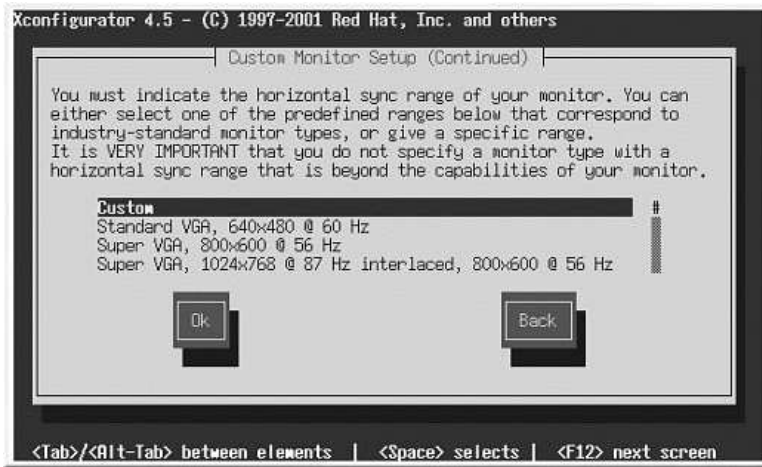 Xconfigurator 4.5 - (C) 1997-2001 Red Hat, Inc. and others
Custom Monitor Setup (Continued)
You must indicate the horizontal sync range of your monitor. You can
either select one of the predefined ranges below that correspond to
industry-standard monitor types, or give a specific range.
It is VERY IMPORTANT that you do not specify a monitor type with a
horizontal sync range that is beyond the capabilities of your monitor.
Custom #
Standard VGA, 640x480 @ 60 Hz
Super VGA, 800x600 @ 56 Hz
Super VGA, 1024x768 @ 87 Hz interlaced, 800x600 @ 56 Hz
Ok Back
<Tab>/<Alt-Tab> between elements | <Space> selects | <F12> next screen